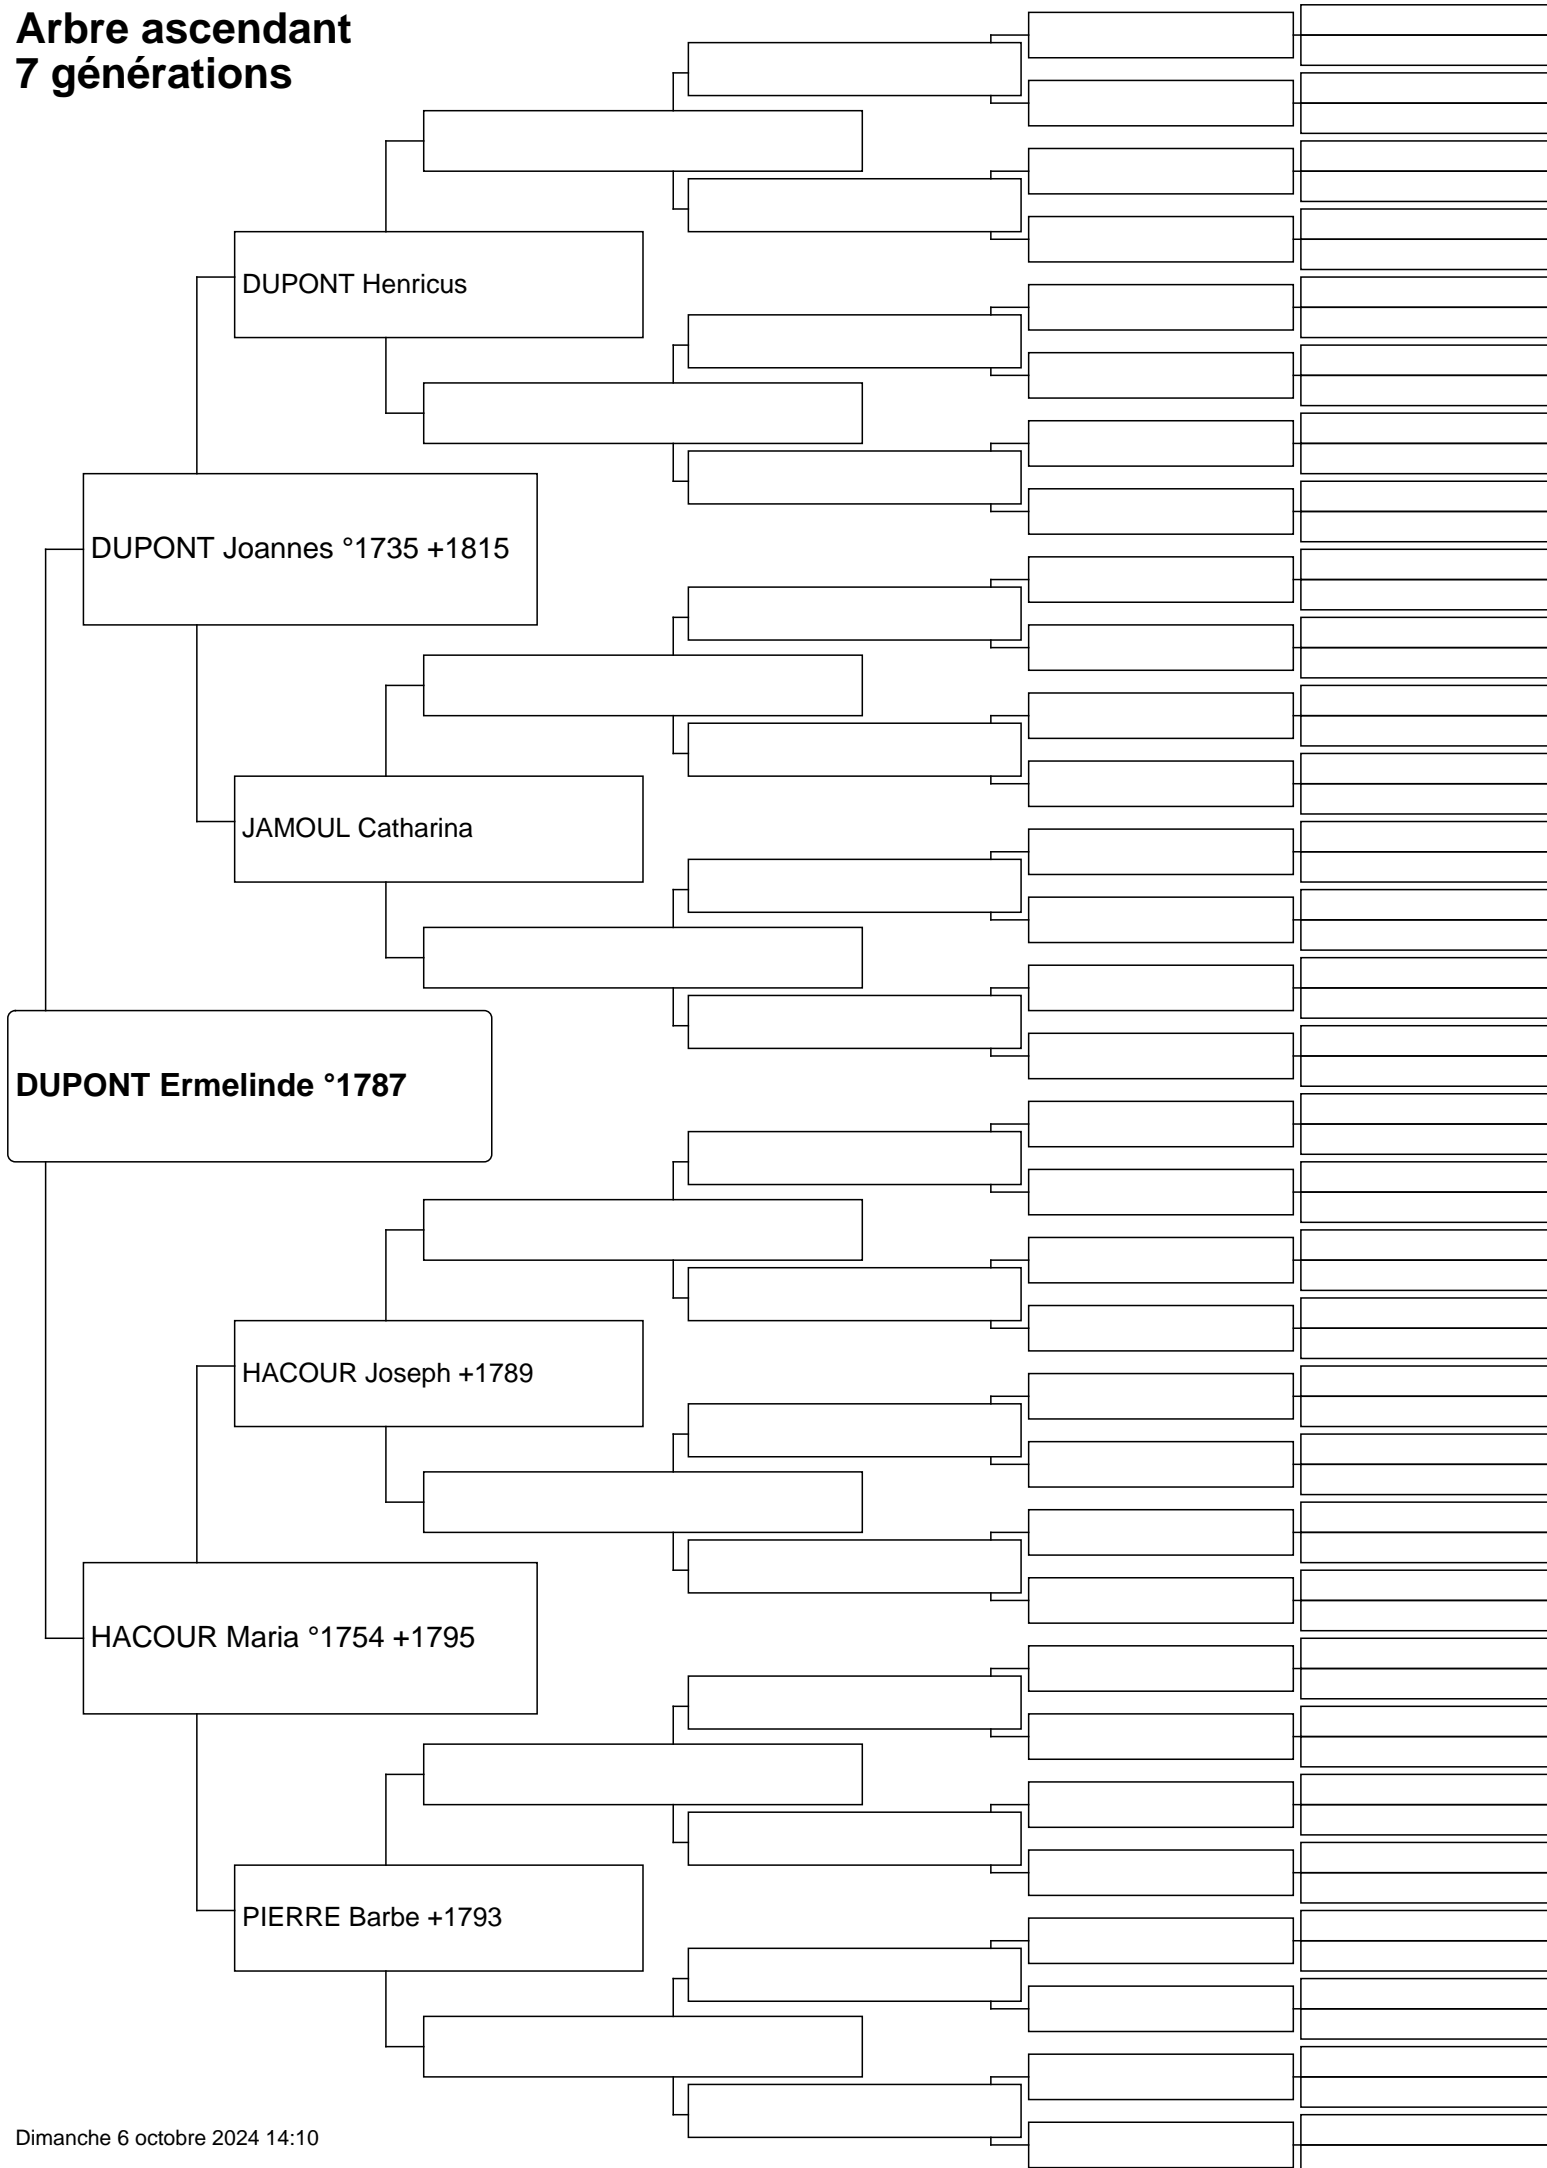 Arbre ascendant
7 générations
DUPONT Henricus
DUPONT Joannes °1735 +1815
JAMOUL Catharina
DUPONT Ermelinde °1787
HACOUR Joseph +1789
HACOUR Maria °1754 +1795
PIERRE Barbe +1793
Dimanche 6 octobre 2024 14:10